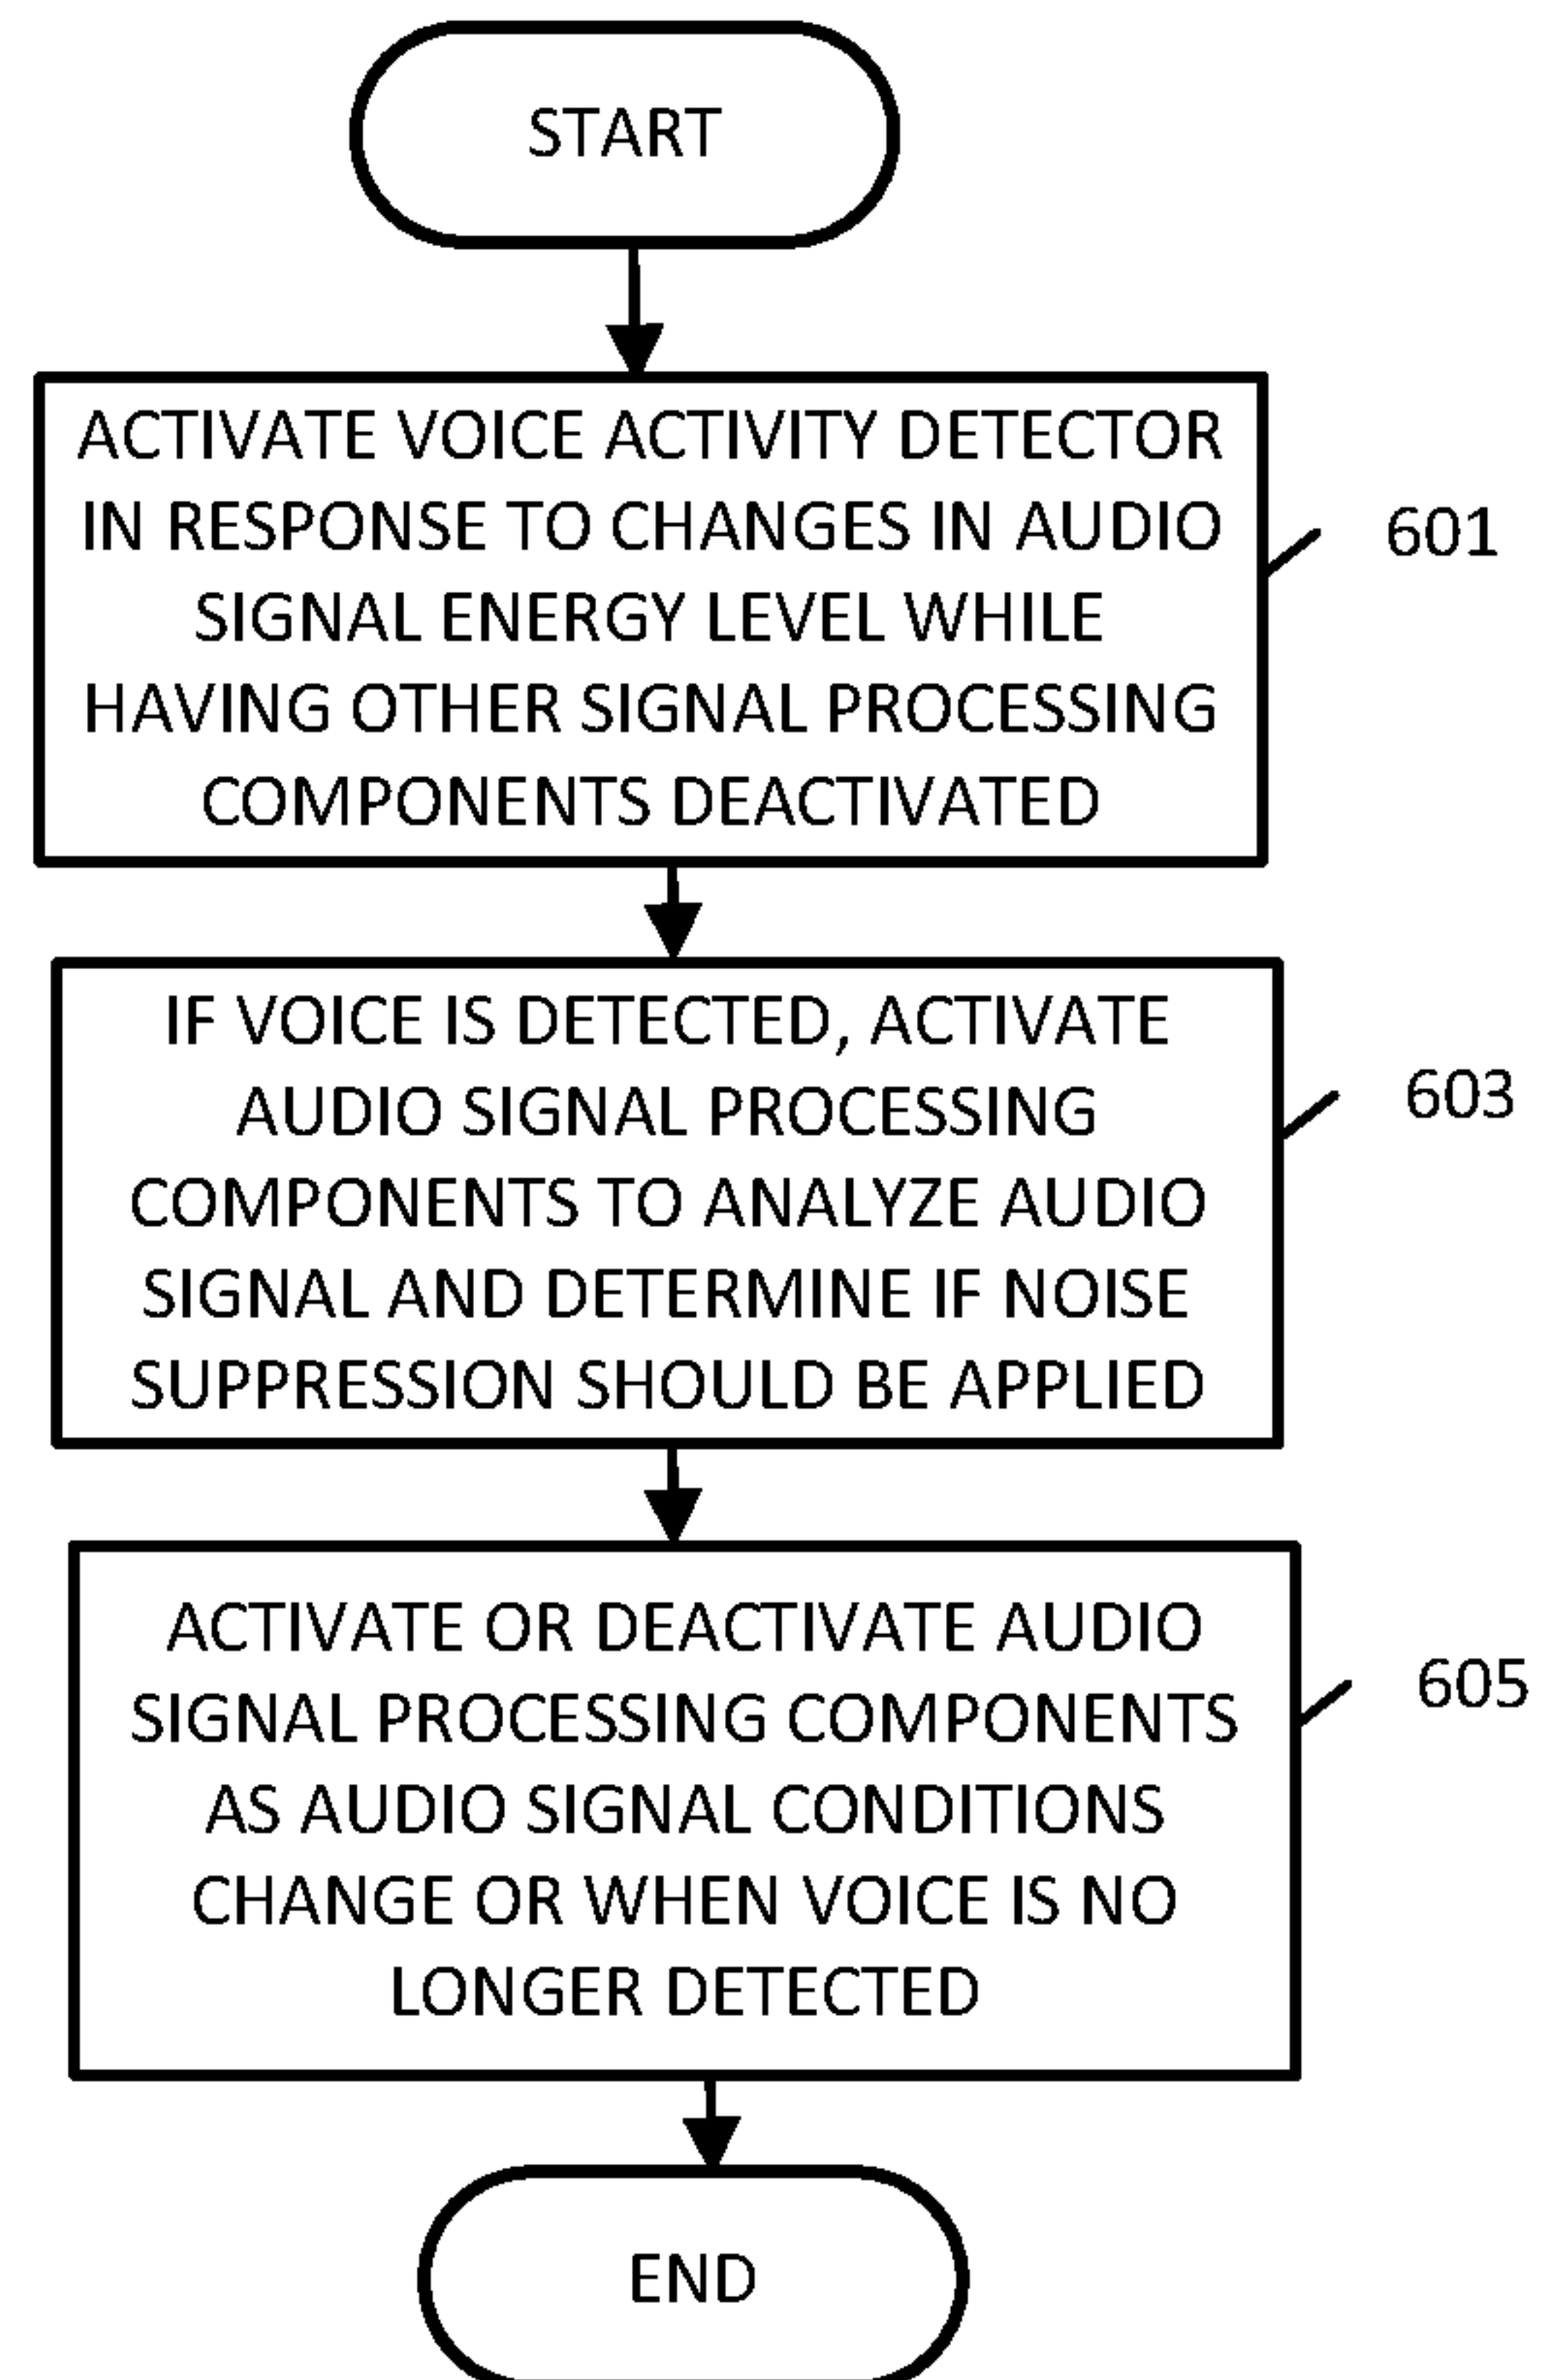 START
ACTIVATE VOICE ACTIVITY DETECTOR
IN RESPONSE TO CHANGES IN AUDIO
SIGNAL ENERGY LEVEL WHILE
HAVING OTHER SIGNAL PROCESSING
COMPONENTS DEACTIVATED
601
IF VOICE IS DETECTED, ACTIVATE
AUDIO SIGNAL PROCESSING
COMPONENTS TO ANALYZE AUDIO
SIGNAL AND DETERMINE IF NOISE
SUPPRESSION SHOULD BE APPLIED
603
ACTIVATE OR DEACTIVATE AUDIO
SIGNAL PROCESSING COMPONENTS
AS AUDIO SIGNAL CONDITIONS
CHANGE OR WHEN VOICE IS NO
LONGER DETECTED
605
END